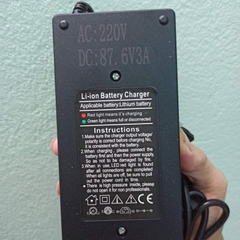 AC:220V
DC:87.6V3A
Li-ion Battery Charger
Applicable battery:Lithium battery
Red light means it's charging
Green light means full or disconnected
Instructions
1.Make sure the charger output voltage/
polarity is correct before charging No,
it is consistent with the battery.
2.When charging , please connect the
battery first and then the power supply.
So as not to be damaged for fires.
3.When in use, LED red light is found
after all connections are completed
When all lights are off, be sure to pull
out the power cord in time.
There is high pressure inside, please
do not open it for non professionals.